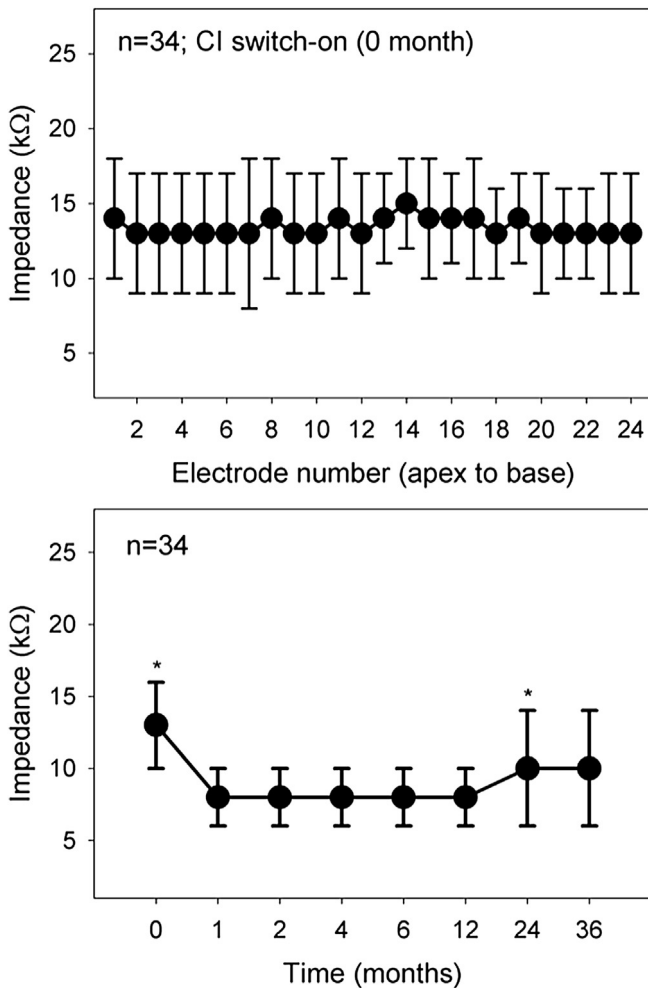 n=34; CI switch-on (0 month)
25
20
15
10
5
Impedance (kΩ)
2 4 6 8 10 12 14 16 18 20 22 24
Electrode number (apex to base)
n=34
25
20
15
10
5
Impedance (kΩ)
*
*
0 1 2 4 6 12 24 36
Time (months)